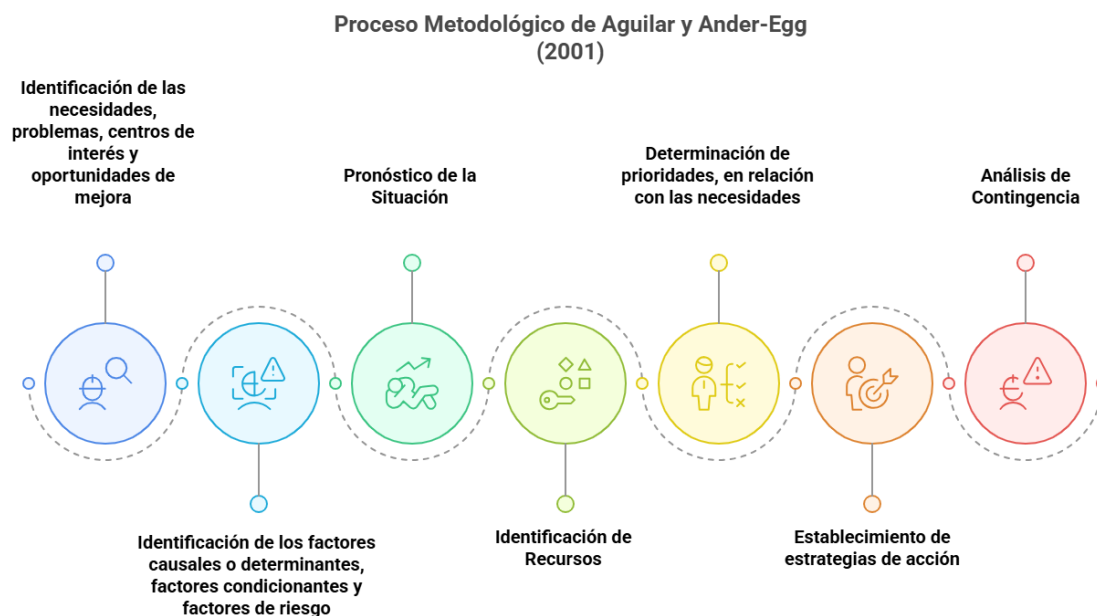 Proceso Metodológico de Aguilar y Ander-Egg
(2001)
Identificación de las
necesidades,
problemas, centros de
interés y
oportunidades de
mejora
Identificación de los factores
causales o determinantes,
factores condicionantes y
factores de riesgo
Pronóstico de la
Situación
Identificación de
Recursos
Determinación de
prioridades, en relación
con las necesidades
Establecimiento de
estrategias de acción
Análisis de
Contingencia